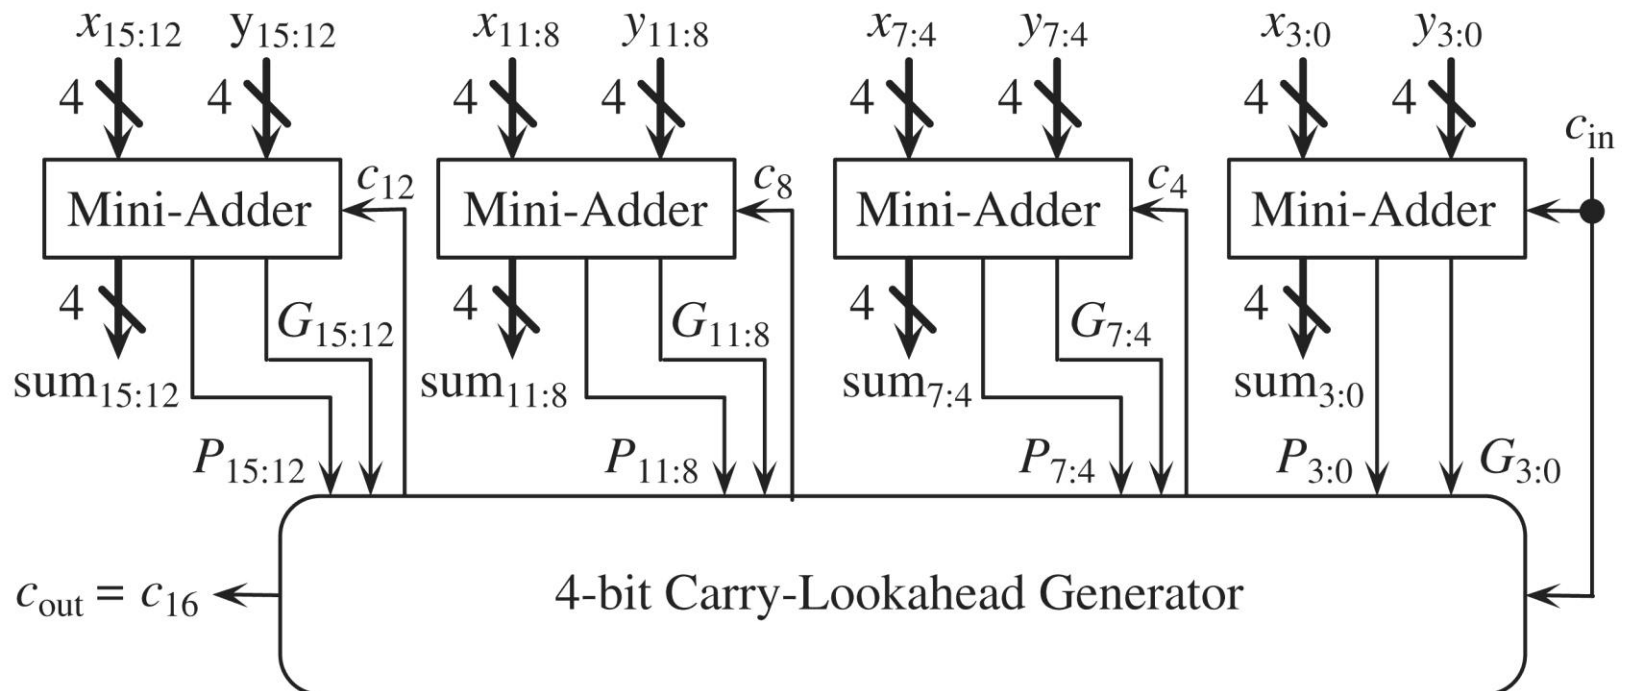 x15:12 y15:12 x11:8 y11:8 x7:4 y7:4 x3:0 y3:0
4 4 4 4 4 4 4 4 cin
Mini-Adder c12 Mini-Adder c8 Mini-Adder c4 Mini-Adder
4 G15:12 4 G11:8 4 G7:4 4
sum15:12 sum11:8 sum7:4 sum3:0
P15:12 P11:8 P7:4 P3:0 G3:0
cout = c16 4-bit Carry-Lookahead Generator